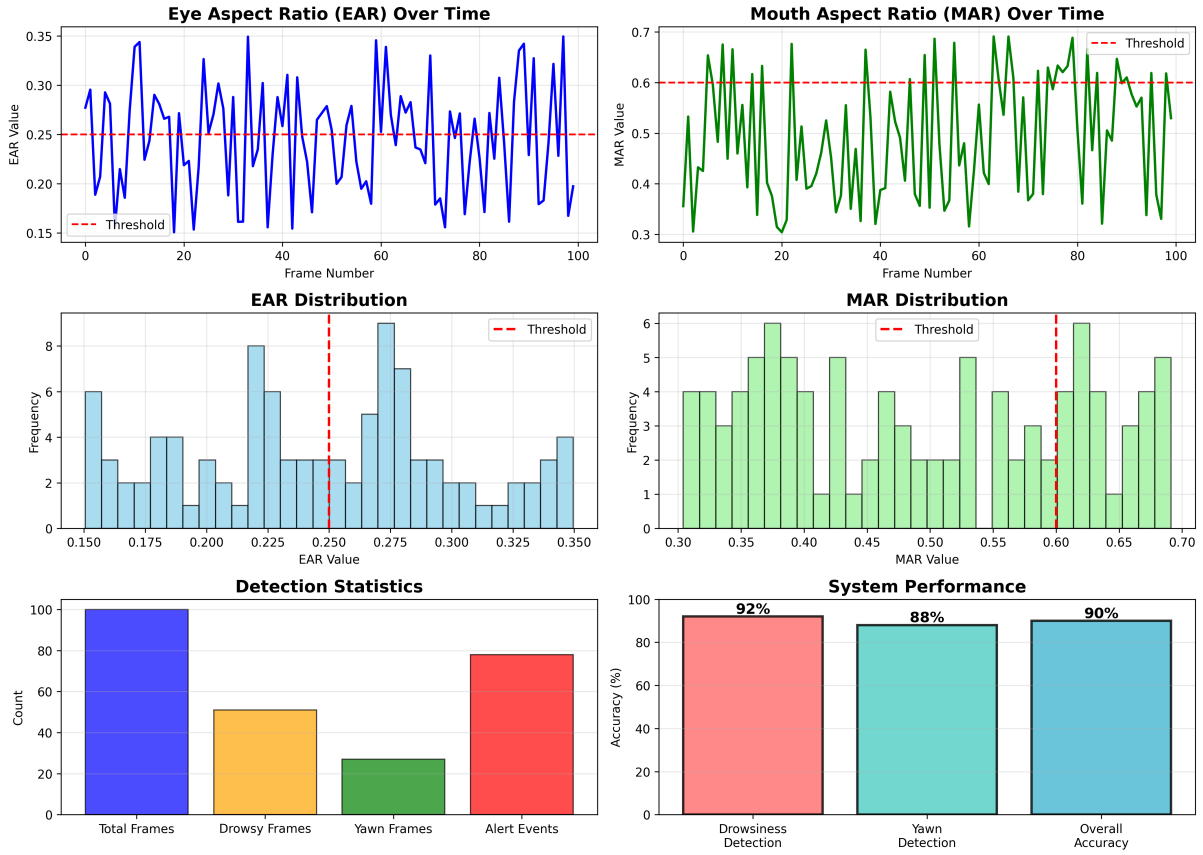 Eye Aspect Ratio (EAR) Over Time
EAR Value
0.35
0.30
0.25
0.20
0.15
Threshold
0
20
40
60
80
100
Frame Number
Mouth Aspect Ratio (MAR) Over Time
MAR Value
0.7
0.6
0.5
0.4
0.3
Threshold
0
20
40
60
80
100
Frame Number
EAR Distribution
Frequency
8
6
4
2
0
Threshold
0.150
0.175
0.200
0.225
0.250
0.275
0.300
0.325
0.350
EAR Value
MAR Distribution
Frequency
6
5
4
3
2
1
0
Threshold
0.30
0.35
0.40
0.45
0.50
0.55
0.60
0.65
0.70
MAR Value
Detection Statistics
Count
100
80
60
40
20
0
Total Frames
Drowsy Frames
Yawn Frames
Alert Events
System Performance
Accuracy (%)
100
80
60
40
20
0
92%
88%
90%
Drowsiness
Detection
Yawn
Detection
Overall
Accuracy